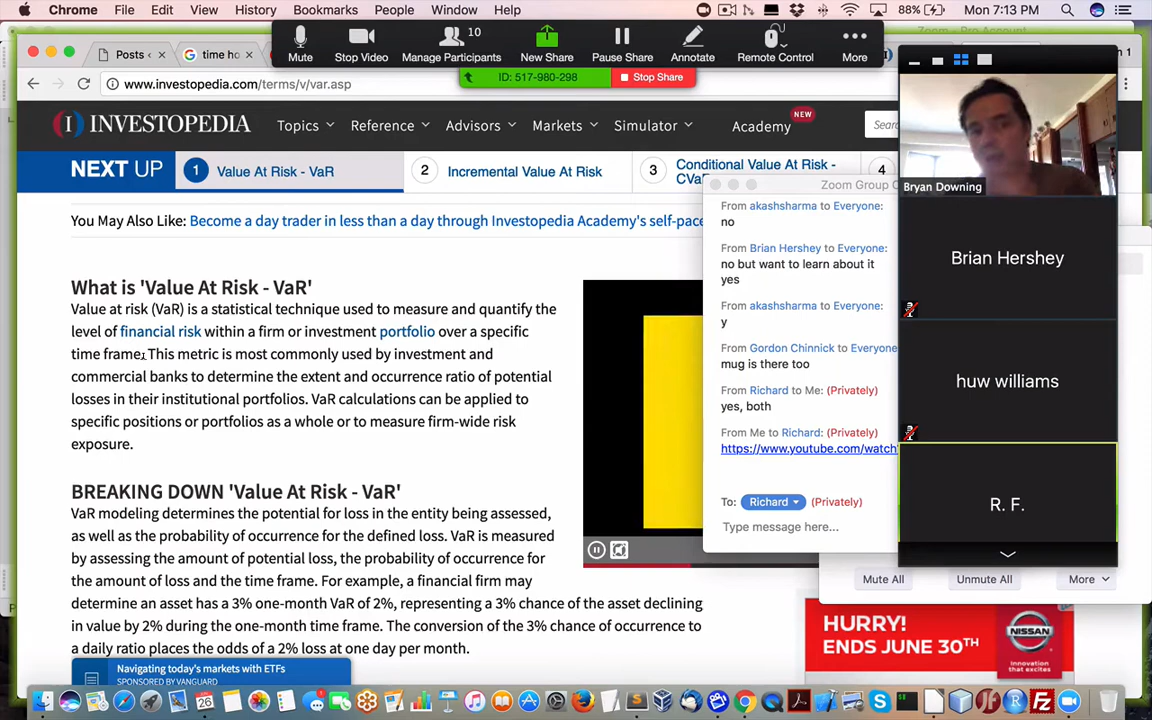 Chrome File Edit View History Bookmarks People Window Help 88% Mon 7:13 PM
Mute Stop Video 10 Manage Participants New Share Pause Share Annotate Remote Control More
ID: 517-980-298 Stop Share
Posts
time ho
www.investopedia.com/terms/v/var.asp
INVESTOPEDIA Topics Reference Advisors Markets Simulator NEW Academy
NEXT UP 1 Value At Risk - VaR 2 Incremental Value At Risk 3 Conditional Value At Risk - 4
You May Also Like: Become a day trader in less than a day through Investopedia Academy's self-pace
What is 'Value At Risk - VaR'
Value at risk (VaR) is a statistical technique used to measure and quantify the
level of financial risk within a firm or investment portfolio over a specific
time frame. This metric is most commonly used by investment and
commercial banks to determine the extent and occurrence ratio of potential
losses in their institutional portfolios. VaR calculations can be applied to
specific positions or portfolios as a whole or to measure firm-wide risk
exposure.
BREAKING DOWN 'Value At Risk - VaR'
VaR modeling determines the potential for loss in the entity being assessed,
as well as the probability of occurrence for the defined loss. VaR is measured
by assessing the amount of potential loss, the probability of occurrence for
the amount of loss and the time frame. For example, a financial firm may
determine an asset has a 3% one-month VaR of 2%, representing a 3% chance of the asset declining
in value by 2% during the one-month time frame. The conversion of the 3% chance of occurrence to
a daily ratio places the odds of a 2% loss at one day per month.
Navigating today's markets with ETFs
SPONSORED BY VANGUARD
Zoom Group C
From akashsharma to Everyone:
no
From Brian Hershey to Everyone:
no but want to learn about it
yes
From akashsharma to Everyone:
y
From Gordon Chinnick to Everyone:
mug is there too
From Richard to Me: (Privately)
yes, both
From Me to Richard: (Privately)
https://www.youtube.com/watch
To: Richard (Privately)
Type message here...
Bryan Downing
Brian Hershey
huw williams
R. F.
Mute All Unmute All More
HURRY!
ENDS JUNE 30TH
NISSAN
Innovation
that excites
26